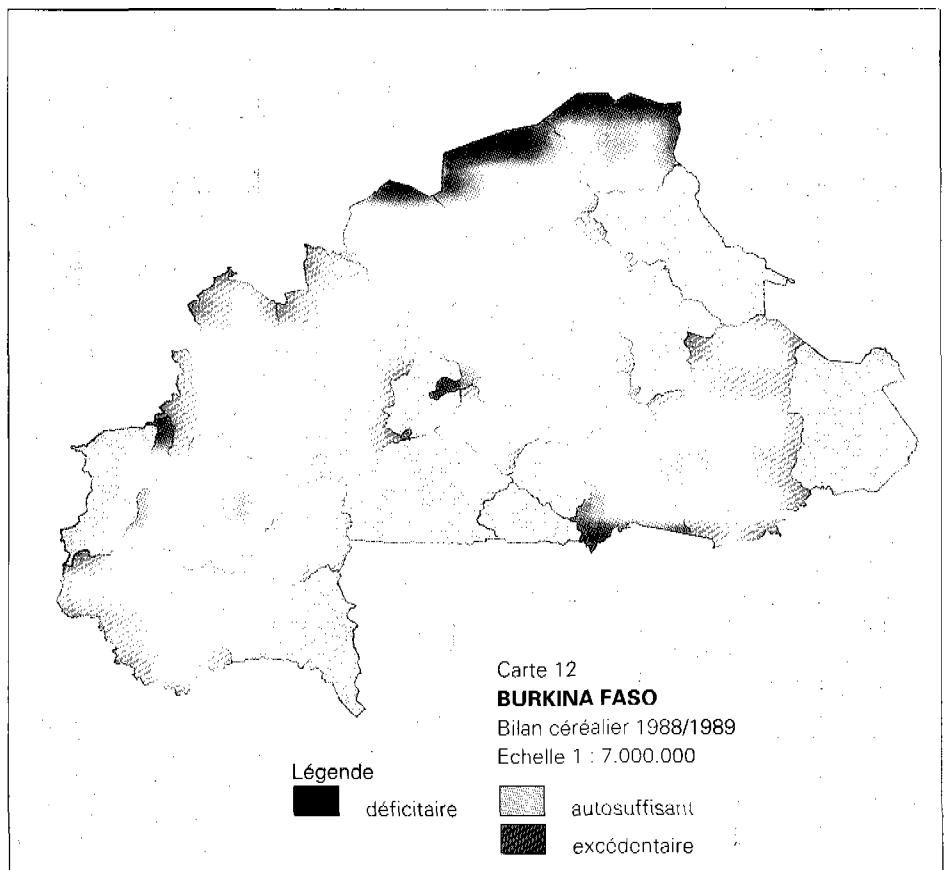 Carte 12
BURKINA FASO
Bilan céréalier 1988/1989
Echelle 1 : 7.000.000
Légende
déficitaire
autosuffisant
excédentaire